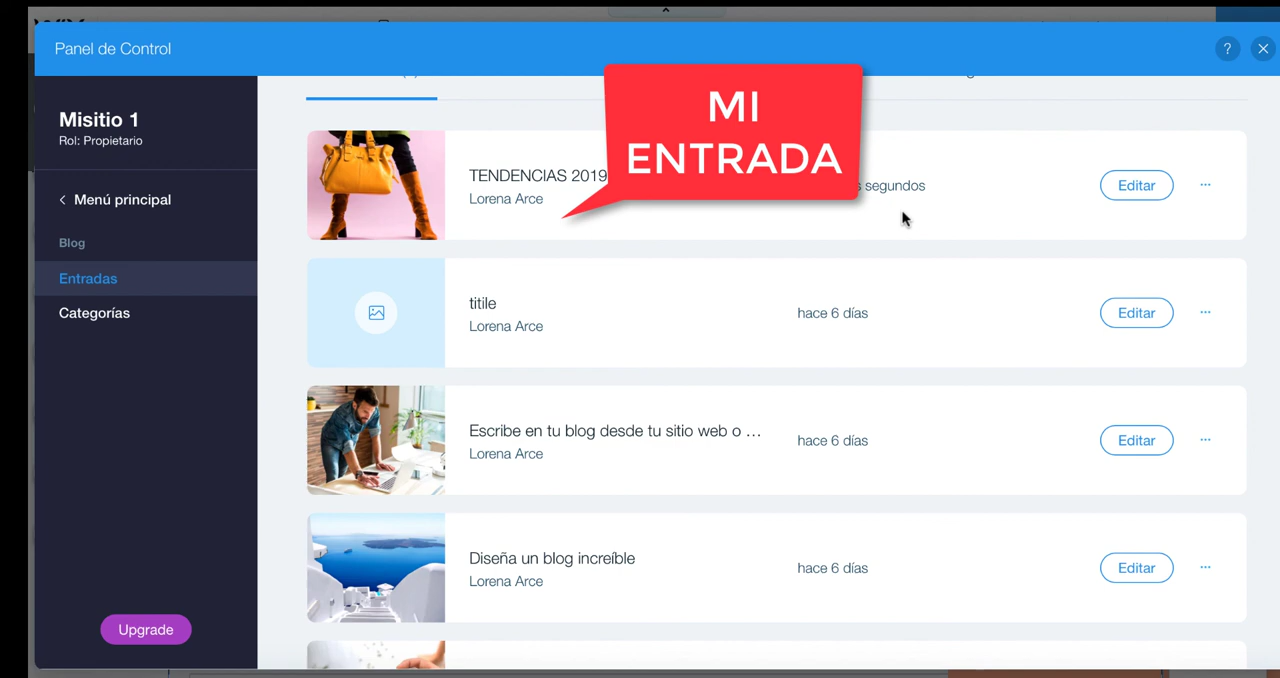 Panel de Control
?
Misitio 1
Rol: Propietario
Menú principal
Blog
Entradas
Categorías
Upgrade
MI
ENTRADA
TENDENCIAS 2019
Lorena Arce
segundos
Editar
titile
Lorena Arce
hace 6 días
Editar
Escribe en tu blog desde tu sitio web o …
Lorena Arce
hace 6 días
Editar
Diseña un blog increíble
Lorena Arce
hace 6 días
Editar